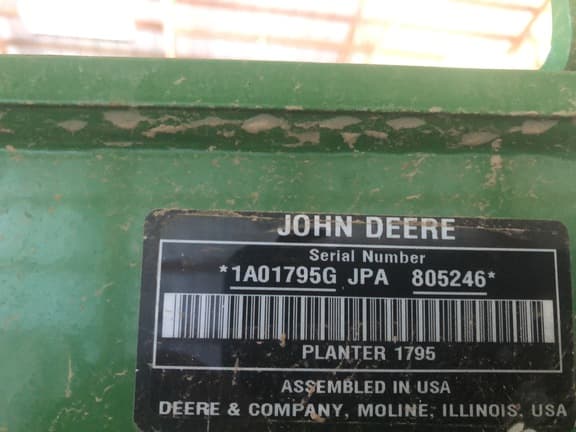 JOHN DEERE
Serial Number
*1A01795G JPA 805246*
PLANTER 1795
ASSEMBLED IN USA
DEERE & COMPANY, MOLINE, ILLINOIS, USA